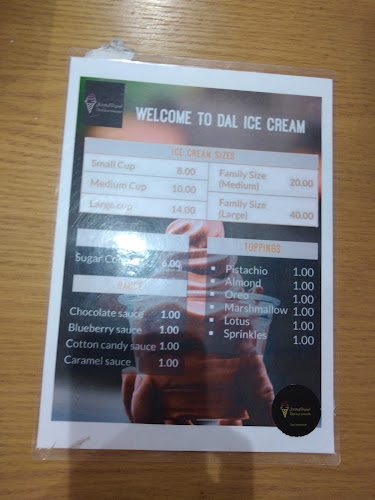 WELCOME TO DAL ICE CREAM
ICE CREAM SIZES
Small Cup 8.00
Medium Cup 10.00
Large cup 14.00
Family Size (Medium) 20.00
Family Size (Large) 40.00
Sugar 6.00
SAUCE
Chocolate sauce 1.00
Blueberry sauce 1.00
Cotton candy sauce 1.00
Caramel sauce 1.00
TOPPINGS
Pistachio 1.00
Almond 1.00
Oreo 1.00
Marshmallow 1.00
Lotus 1.00
Sprinkles 1.00